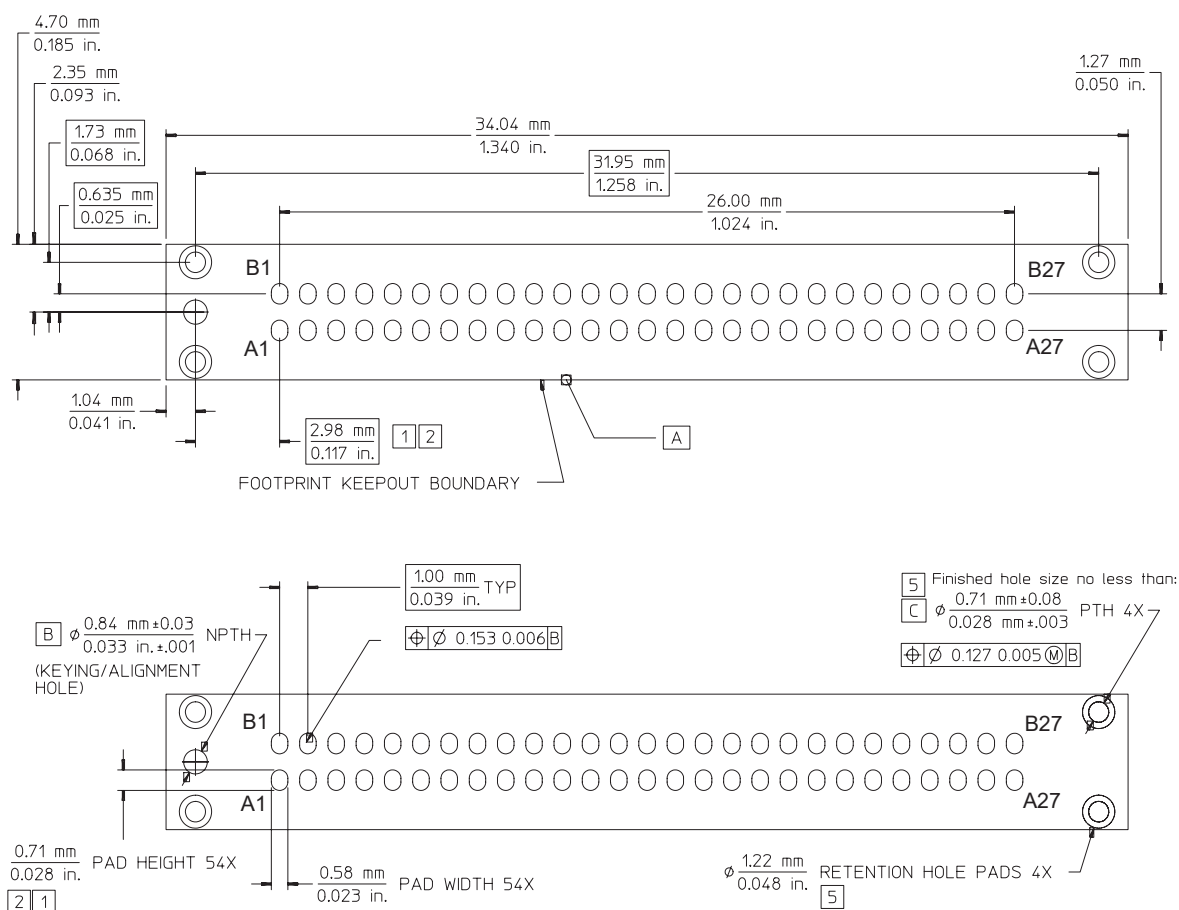 4.70 mm
0.185 in.
2.35 mm
0.093 in.
1.27 mm
0.050 in.
1.73 mm
0.068 in.
34.04 mm
1.340 in.
31.95 mm
1.258 in.
0.635 mm
0.025 in.
26.00 mm
1.024 in.
B1
B27
A1
A27
1.04 mm
0.041 in.
2.98 mm
0.117 in.
1 2
A
FOOTPRINT KEEPOUT BOUNDARY
1.00 mm
0.039 in.
TYP
5 Finished hole size no less than:
C ⌀ 0.71 mm ±0.08
0.028 mm ±.003
PTH 4X
B ⌀ 0.84 mm ±0.03
0.033 in. ±.001
NPTH
(KEYING/ALIGNMENT
HOLE)
⌖ ⌀ 0.153 0.006 B
⌖ ⌀ 0.127 0.005 Ⓜ B
B1
B27
A1
A27
0.71 mm
0.028 in.
PAD HEIGHT 54X
2 1
0.58 mm
0.023 in.
PAD WIDTH 54X
⌀ 1.22 mm
0.048 in.
RETENTION HOLE PADS 4X
5